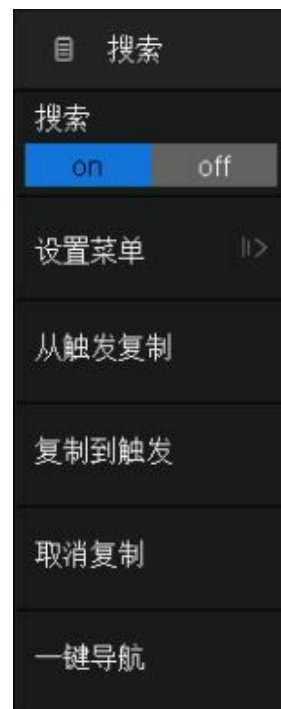 搜索
搜索
on off
设置菜单
从触发复制
复制到触发
取消复制
一键导航